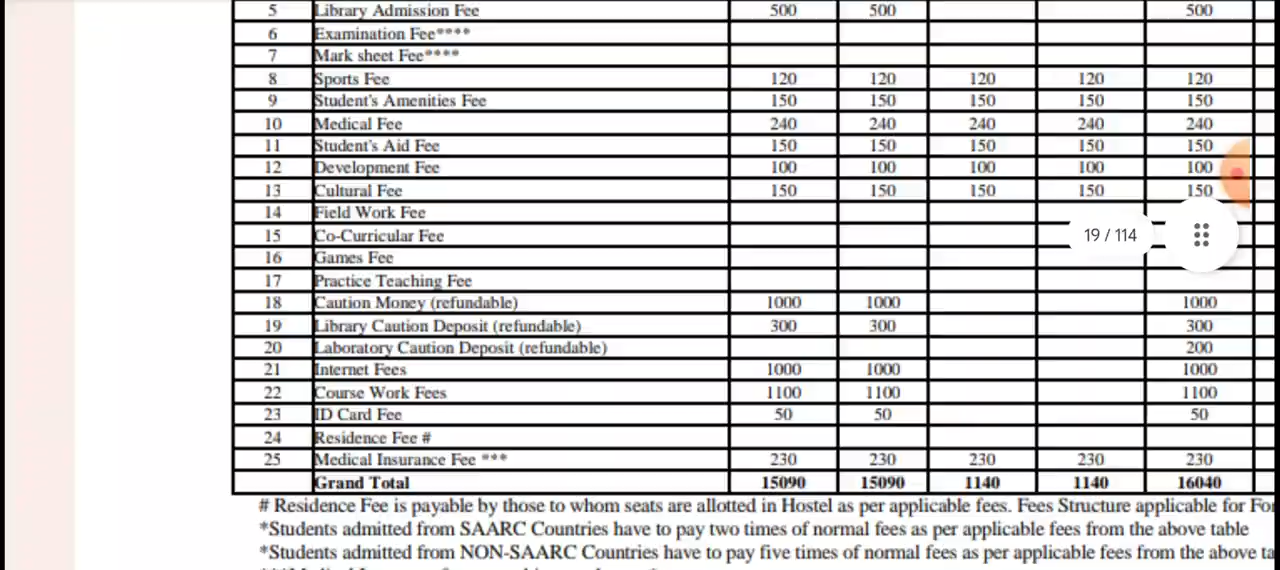 5 Library Admission Fee 500 500 500
6 Examination Fee****
7 Mark sheet Fee****
8 Sports Fee 120 120 120 120 120
9 Student's Amenities Fee 150 150 150 150 150
10 Medical Fee 240 240 240 240 240
11 Student's Aid Fee 150 150 150 150 150
12 Development Fee 100 100 100 100 100
13 Cultural Fee 150 150 150 150 150
14 Field Work Fee
15 Co-Curricular Fee
19 / 114
16 Games Fee
17 Practice Teaching Fee
18 Caution Money (refundable) 1000 1000 1000
19 Library Caution Deposit (refundable) 300 300 300
20 Laboratory Caution Deposit (refundable) 200
21 Internet Fees 1000 1000 1000
22 Course Work Fees 1100 1100 1100
23 ID Card Fee 50 50 50
24 Residence Fee #
25 Medical Insurance Fee *** 230 230 230 230 230
Grand Total 15090 15090 1140 1140 16040
# Residence Fee is payable by those to whom seats are allotted in Hostel as per applicable fees. Fees Structure applicable for
*Students admitted from SAARC Countries have to pay two times of normal fees as per applicable fees from the above table
*Students admitted from NON-SAARC Countries have to pay five times of normal fees as per applicable fees from the above